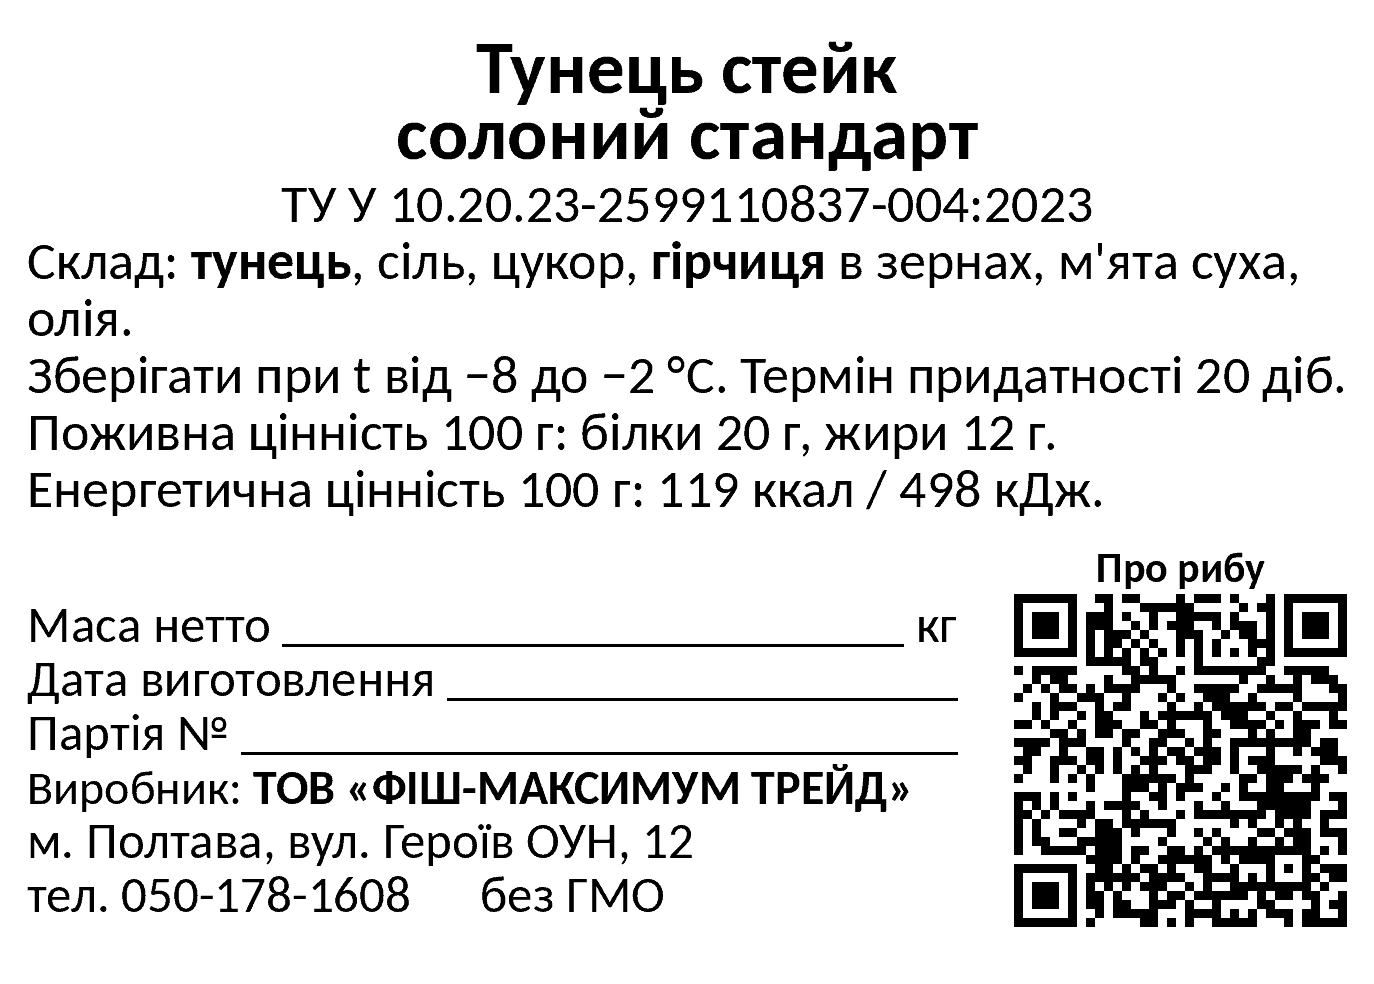 Тунець стейк
солоний стандарт
ТУ У 10.20.23-2599110837-004:2023
Склад: тунець, сіль, цукор, гірчиця в зернах, м'ята суха,
олія.
Зберігати при t від −8 до −2 °C. Термін придатності 20 діб.
Поживна цінність 100 г: білки 20 г, жири 12 г.
Енергетична цінність 100 г: 119 ккал / 498 кДж.
Про рибу
Маса нетто ______________________ кг
Дата виготовлення __________________
Партія № _________________________
Виробник: ТОВ «ФІШ-МАКСИМУМ ТРЕЙД»
м. Полтава, вул. Героїв ОУН, 12
тел. 050-178-1608 без ГМО